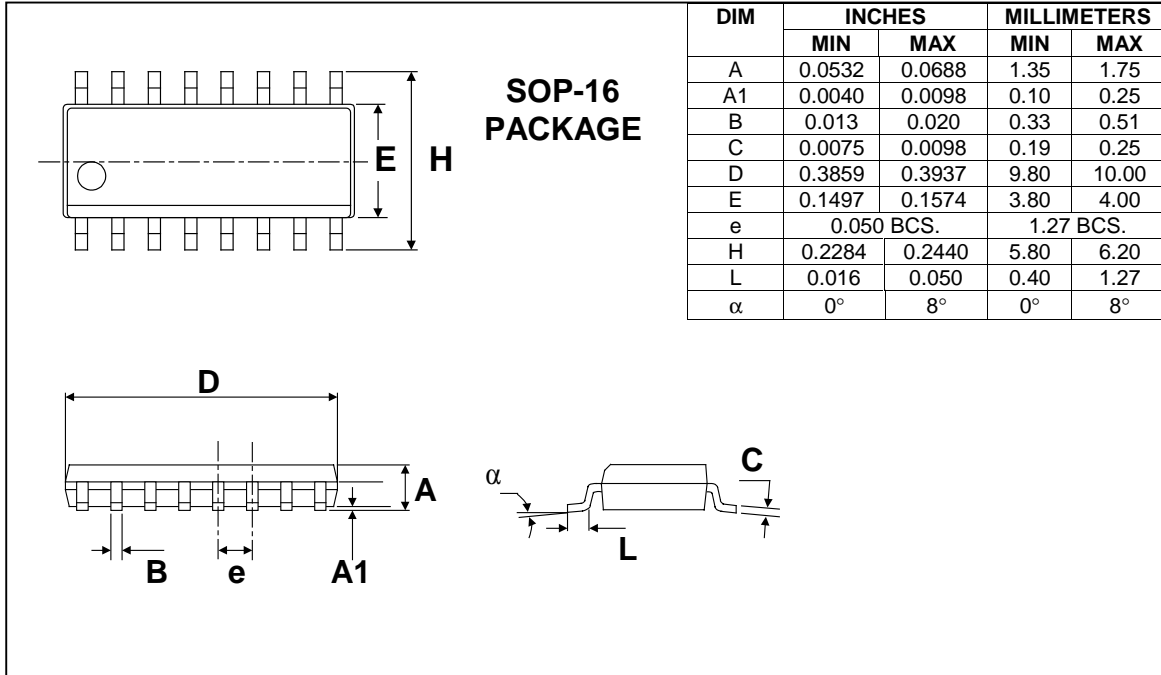 SOP-16
PACKAGE
DIM INCHES MILLIMETERS
MIN MAX MIN MAX
A 0.0532 0.0688 1.35 1.75
A1 0.0040 0.0098 0.10 0.25
B 0.013 0.020 0.33 0.51
C 0.0075 0.0098 0.19 0.25
D 0.3859 0.3937 9.80 10.00
E 0.1497 0.1574 3.80 4.00
e 0.050 BCS. 1.27 BCS.
H 0.2284 0.2440 5.80 6.20
L 0.016 0.050 0.40 1.27
α 0° 8° 0° 8°
E H
D
A
B e A1
α C
L